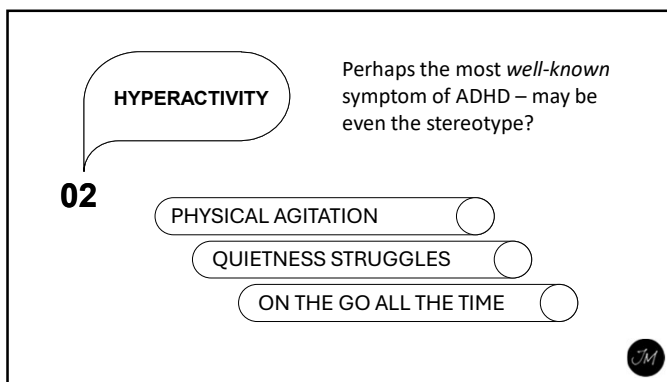 HYPERACTIVITY
Perhaps the most well-known
symptom of ADHD – may be
even the stereotype?
02
PHYSICAL AGITATION
QUIETNESS STRUGGLES
ON THE GO ALL THE TIME
JM